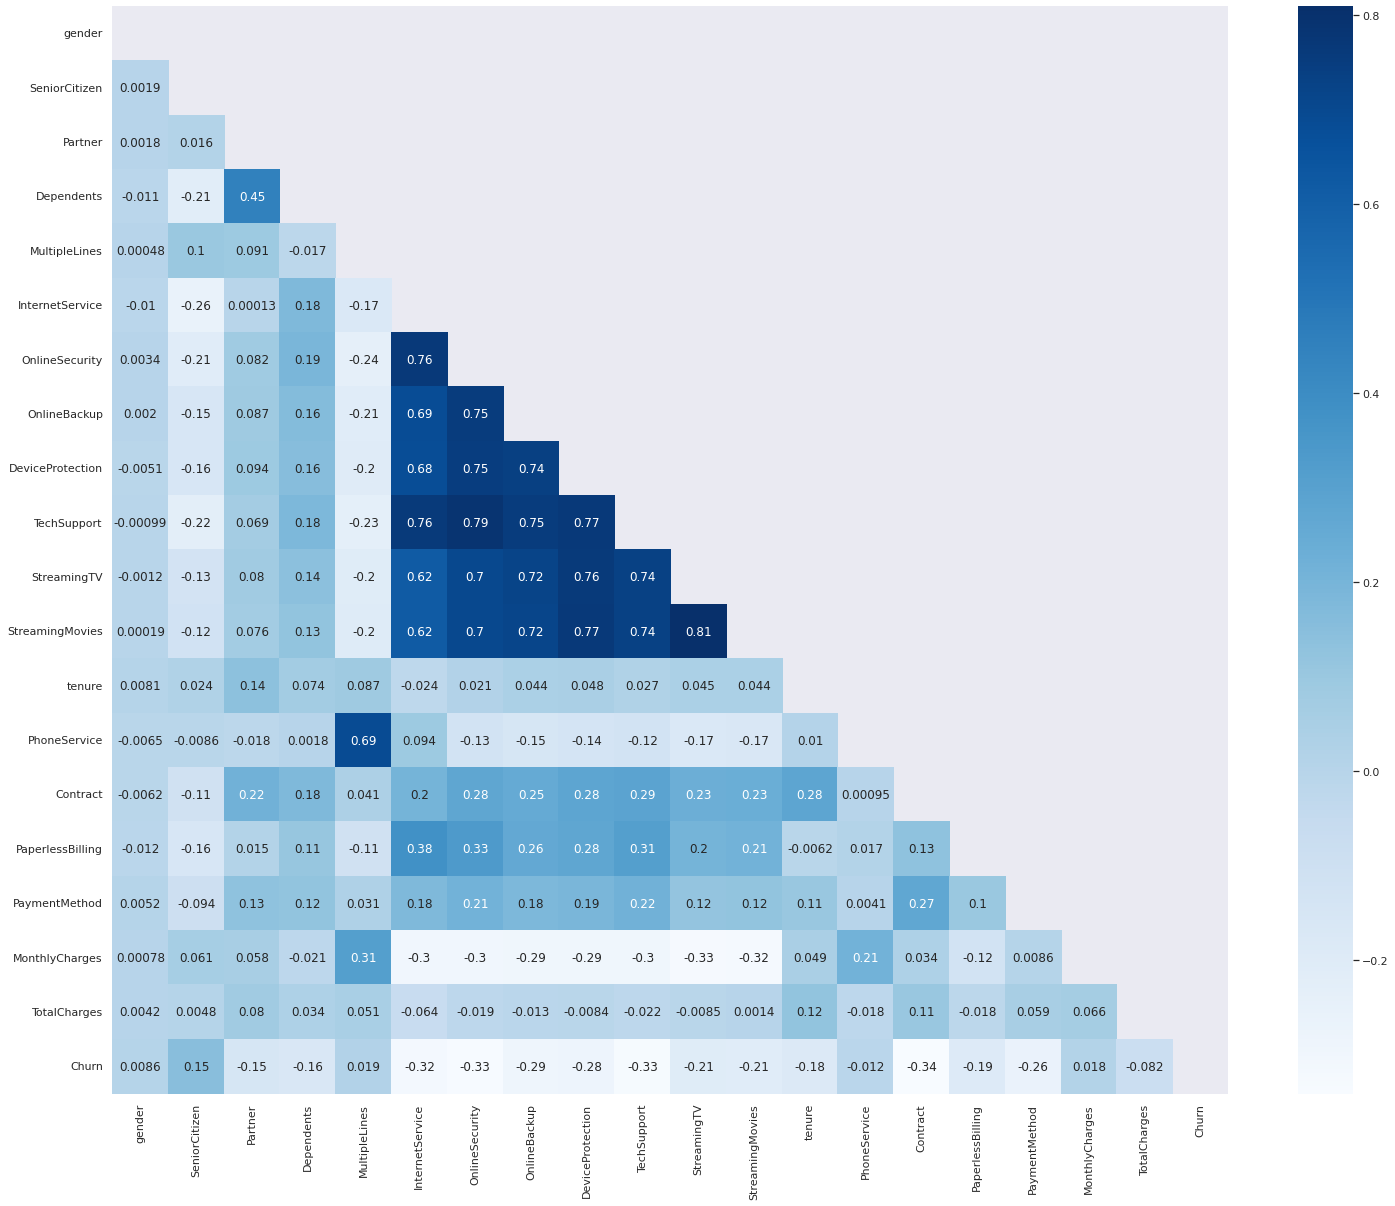 gender
SeniorCitizen 0.0019
Partner 0.0018 0.016
Dependents -0.011 -0.21 0.45
MultipleLines 0.00048 0.1 0.091 -0.017
InternetService -0.01 -0.26 0.00013 0.18 -0.17
OnlineSecurity 0.0034 -0.21 0.082 0.19 -0.24 0.76
OnlineBackup 0.002 -0.15 0.087 0.16 -0.21 0.69 0.75
DeviceProtection -0.0051 -0.16 0.094 0.16 -0.2 0.68 0.75 0.74
TechSupport -0.00099 -0.22 0.069 0.18 -0.23 0.76 0.79 0.75 0.77
StreamingTV -0.0012 -0.13 0.08 0.14 -0.2 0.62 0.7 0.72 0.76 0.74
StreamingMovies 0.00019 -0.12 0.076 0.13 -0.2 0.62 0.7 0.72 0.77 0.74 0.81
tenure 0.0081 0.024 0.14 0.074 0.087 -0.024 0.021 0.044 0.048 0.027 0.045 0.044
PhoneService -0.0065 -0.0086 -0.018 0.0018 0.69 0.094 -0.13 -0.15 -0.14 -0.12 -0.17 -0.17 0.01
Contract -0.0062 -0.11 0.22 0.18 0.041 0.2 0.28 0.25 0.28 0.29 0.23 0.23 0.28 0.00095
PaperlessBilling -0.012 -0.16 0.015 0.11 -0.11 0.38 0.33 0.26 0.28 0.31 0.2 0.21 -0.0062 0.017 0.13
PaymentMethod 0.0052 -0.094 0.13 0.12 0.031 0.18 0.21 0.18 0.19 0.22 0.12 0.12 0.11 0.0041 0.27 0.1
MonthlyCharges 0.00078 0.061 0.058 -0.021 0.31 -0.3 -0.3 -0.29 -0.29 -0.3 -0.33 -0.32 0.049 0.21 0.034 -0.12 0.0086
TotalCharges 0.0042 0.0048 0.08 0.034 0.051 -0.064 -0.019 -0.013 -0.0084 -0.022 -0.0085 0.0014 0.12 -0.018 0.11 -0.018 0.059 0.066
Churn 0.0086 0.15 -0.15 -0.16 0.019 -0.32 -0.33 -0.29 -0.28 -0.33 -0.21 -0.21 -0.18 -0.012 -0.34 -0.19 -0.26 0.018 -0.082
gender
SeniorCitizen
Partner
Dependents
MultipleLines
InternetService
OnlineSecurity
OnlineBackup
DeviceProtection
TechSupport
StreamingTV
StreamingMovies
tenure
PhoneService
Contract
PaperlessBilling
PaymentMethod
MonthlyCharges
TotalCharges
Churn
0.8
0.6
0.4
0.2
0.0
−0.2